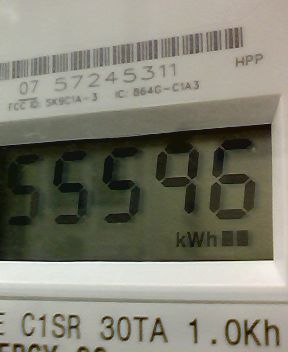 07 57245311 HPP
FCC ID: SK9C1A-3 IC: 864G-C1A3
55596
kWh
E C1SR 30TA 1.0Kh